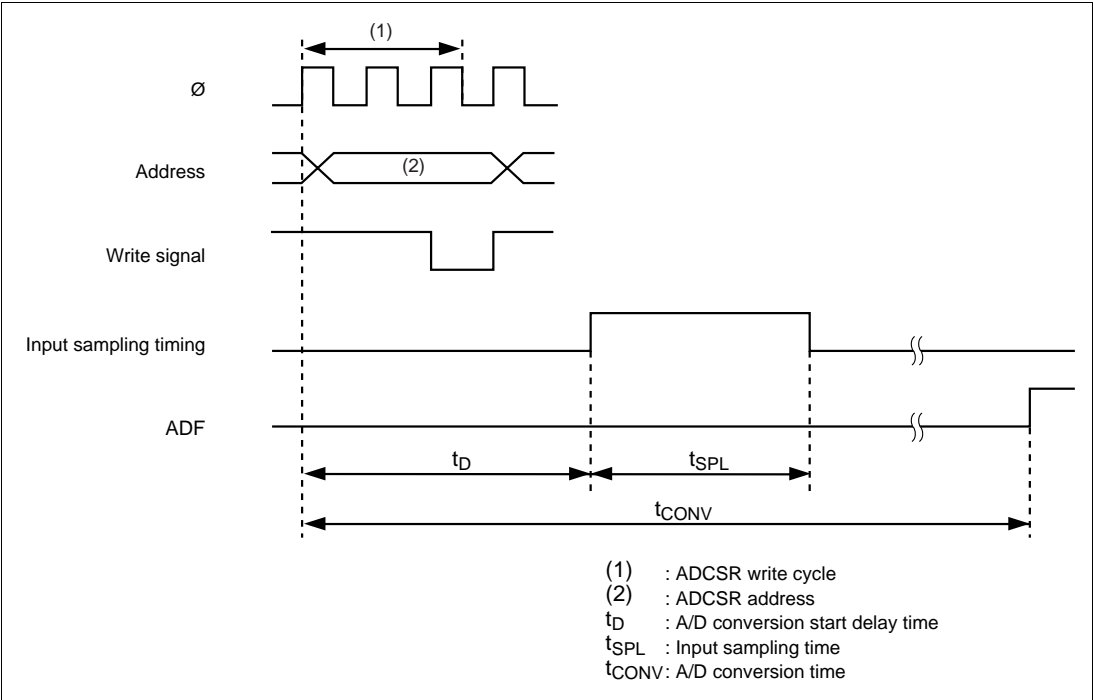 (1)
Ø
Address
(2)
Write signal
Input sampling timing
ADF
tD
tSPL
tCONV
(1) : ADCSR write cycle
(2) : ADCSR address
tD : A/D conversion start delay time
tSPL : Input sampling time
tCONV: A/D conversion time